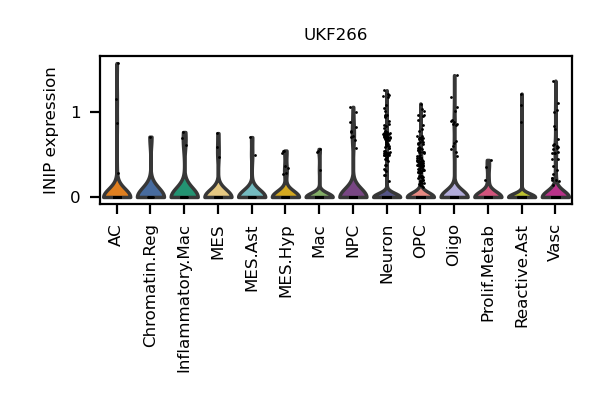 UKF266
INIP expression
1
0
AC
Chromatin.Reg
Inflammatory.Mac
MES
MES.Ast
MES.Hyp
Mac
NPC
Neuron
OPC
Oligo
Prolif.Metab
Reactive.Ast
Vasc